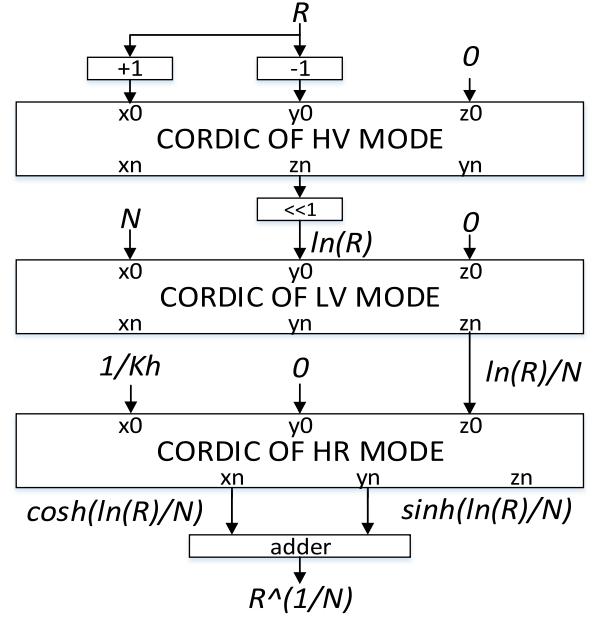 R
+1 -1 0
x0 y0 z0
CORDIC OF HV MODE
xn zn yn
<<1
N ln(R) 0
x0 y0 z0
CORDIC OF LV MODE
xn yn zn
1/Kh 0 ln(R)/N
x0 y0 z0
CORDIC OF HR MODE
xn yn zn
cosh(ln(R)/N) sinh(ln(R)/N)
adder
R^(1/N)